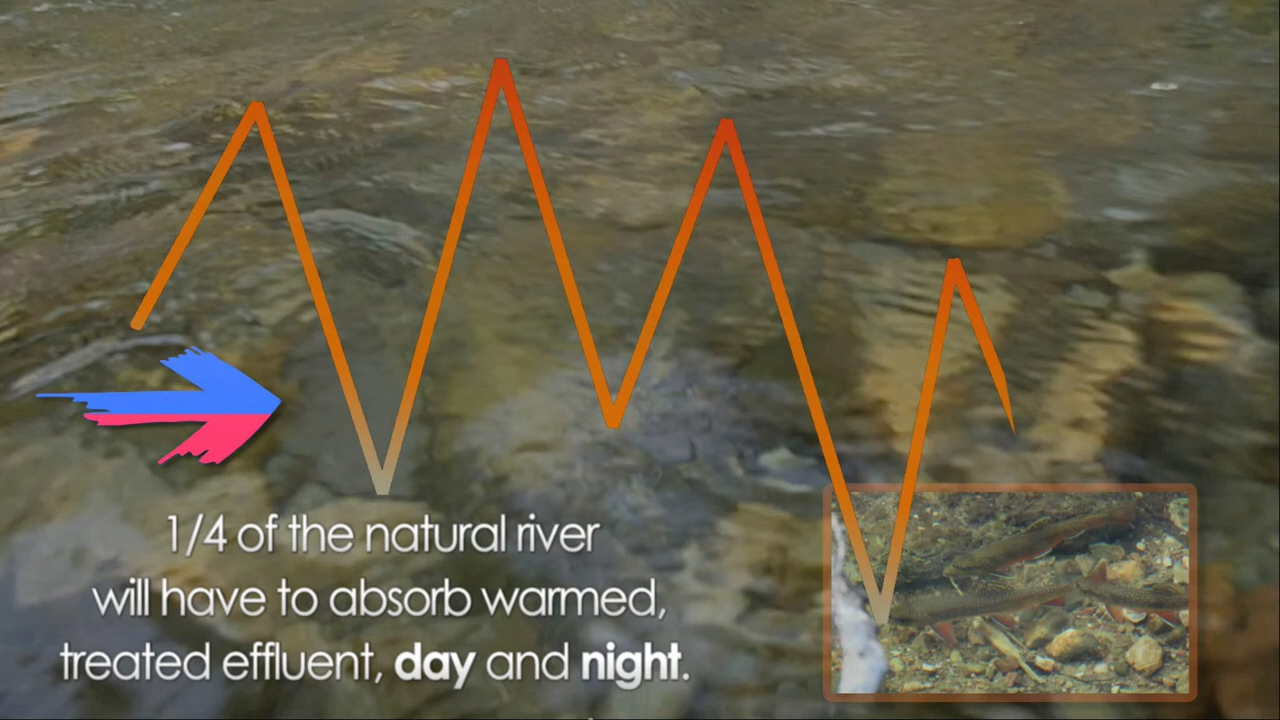 1/4 of the natural river
will have to absorb warmed,
treated effluent, day and night.